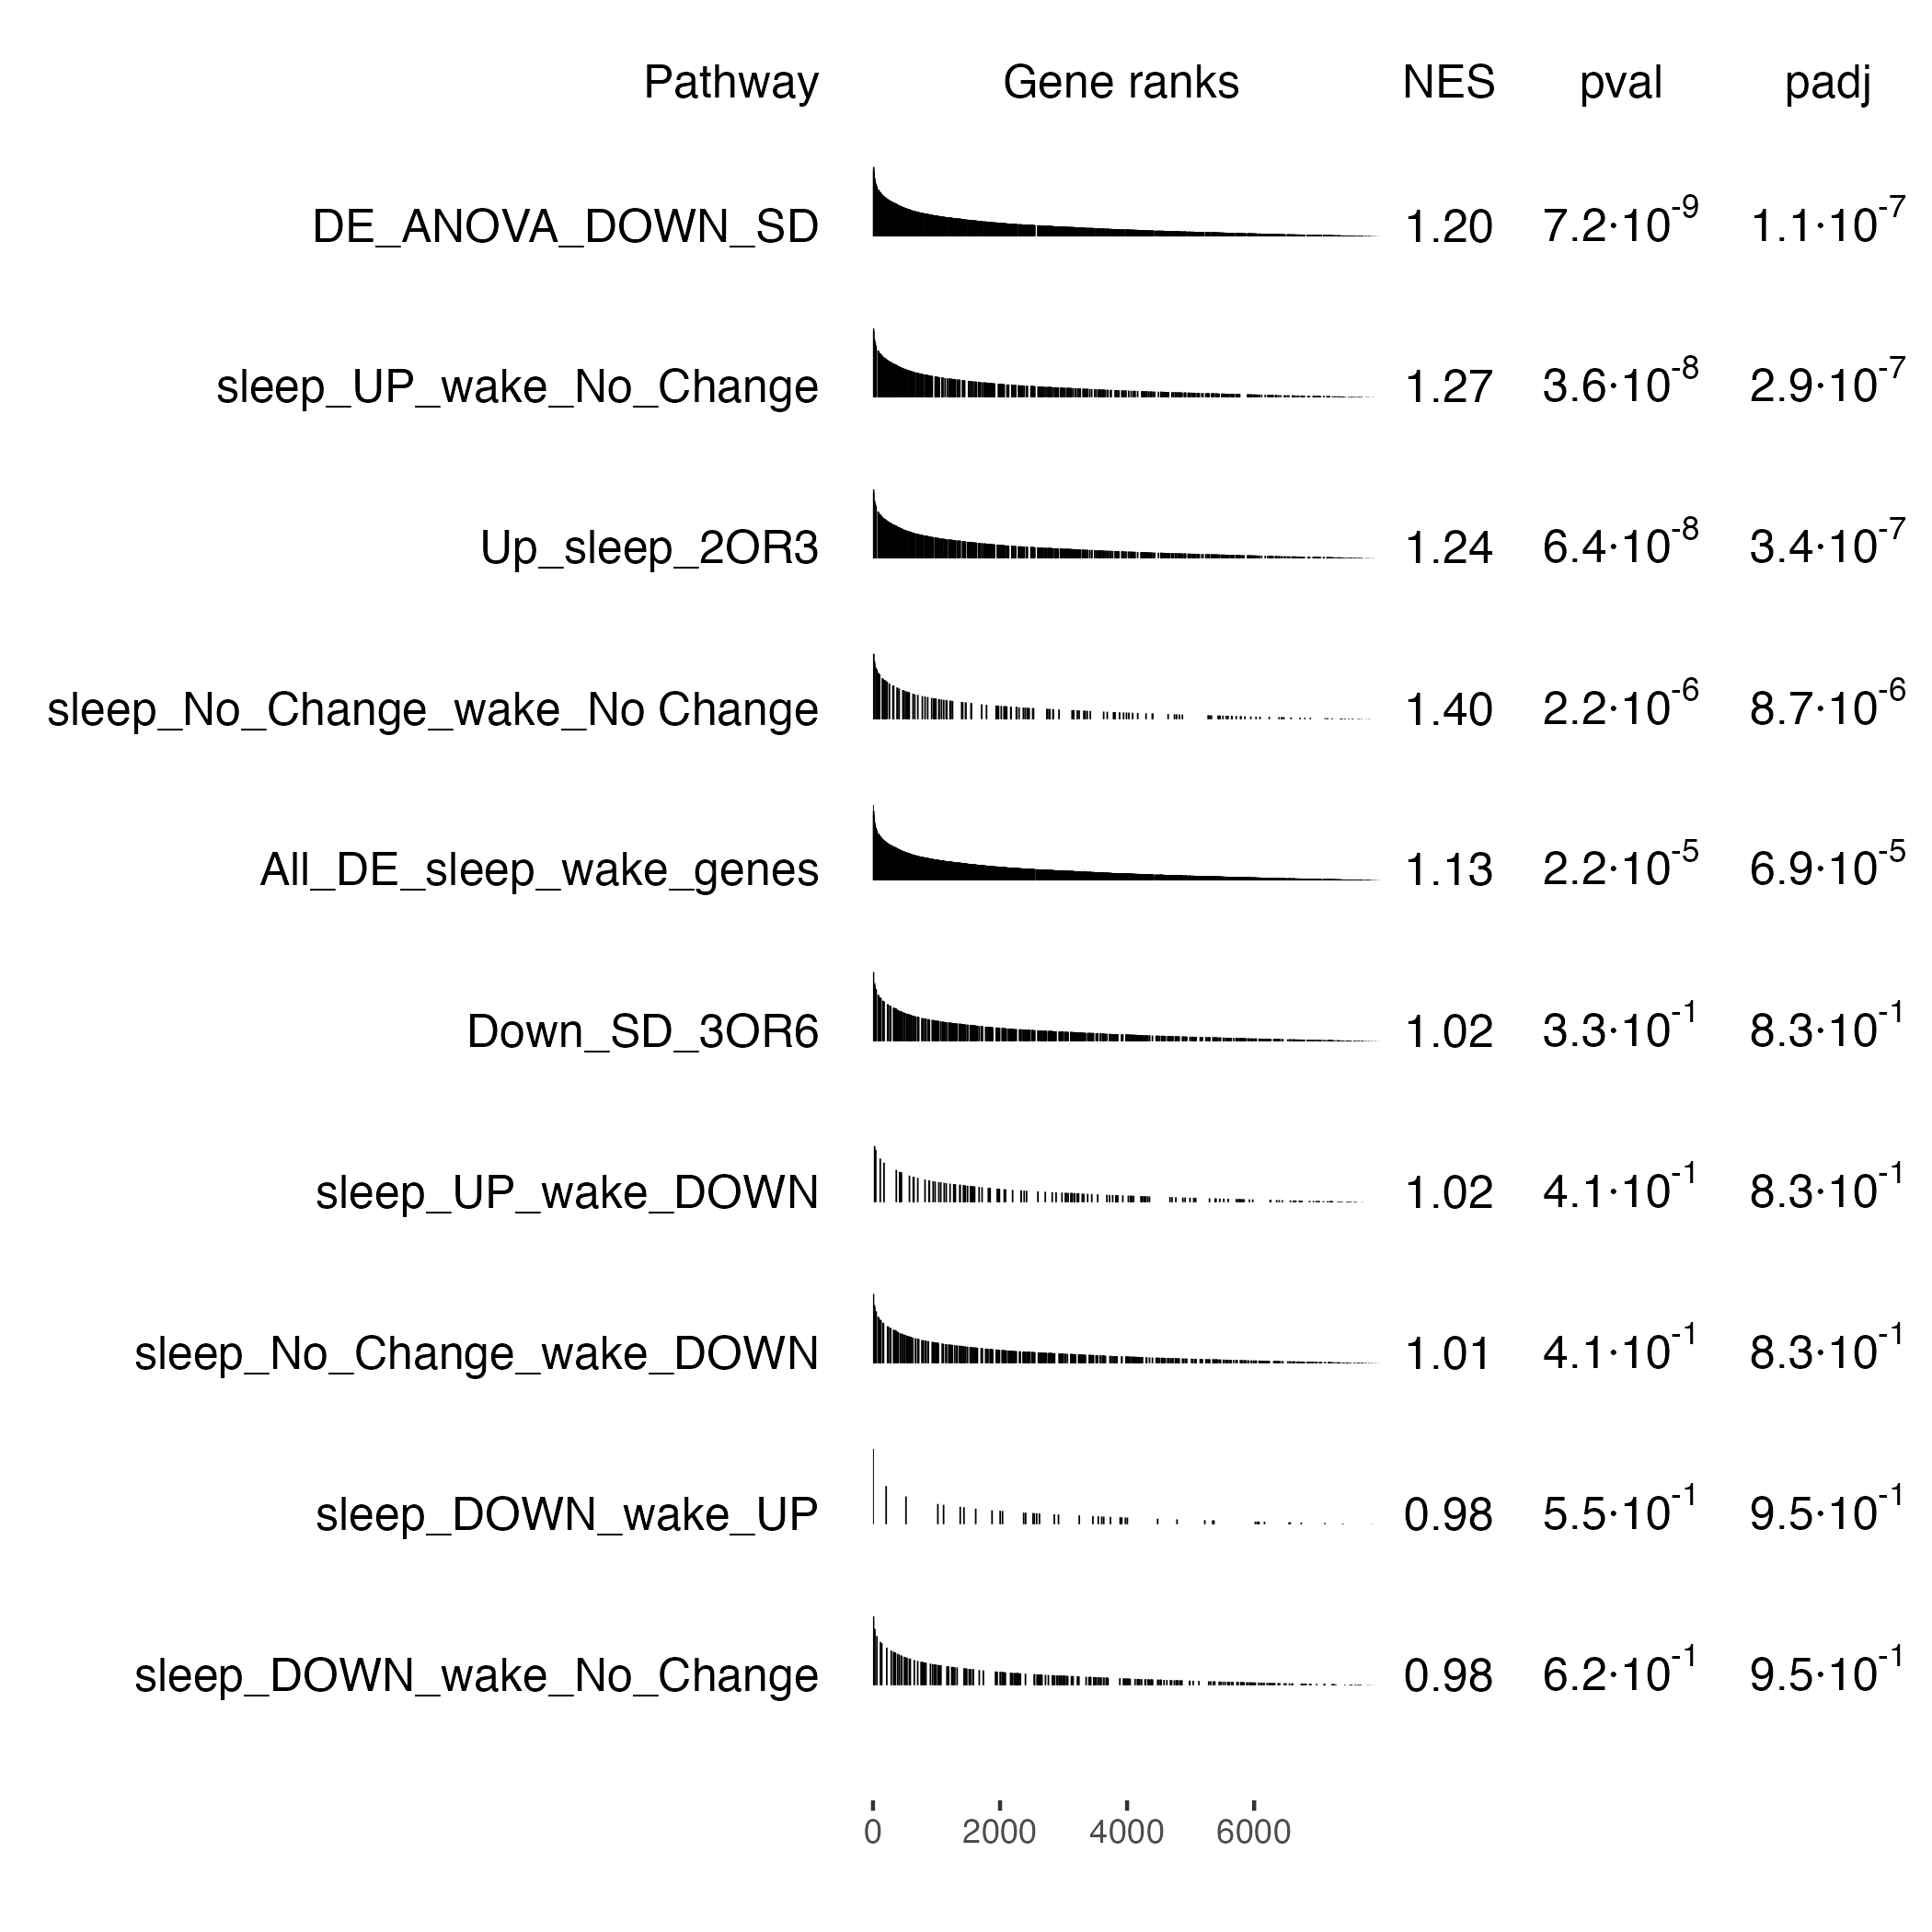 Pathway Gene ranks NES pval padj
DE_ANOVA_DOWN_SD 1.20 7.2·10⁻⁹ 1.1·10⁻⁷
sleep_UP_wake_No_Change 1.27 3.6·10⁻⁸ 2.9·10⁻⁷
Up_sleep_2OR3 1.24 6.4·10⁻⁸ 3.4·10⁻⁷
sleep_No_Change_wake_No Change 1.40 2.2·10⁻⁶ 8.7·10⁻⁶
All_DE_sleep_wake_genes 1.13 2.2·10⁻⁵ 6.9·10⁻⁵
Down_SD_3OR6 1.02 3.3·10⁻¹ 8.3·10⁻¹
sleep_UP_wake_DOWN 1.02 4.1·10⁻¹ 8.3·10⁻¹
sleep_No_Change_wake_DOWN 1.01 4.1·10⁻¹ 8.3·10⁻¹
sleep_DOWN_wake_UP 0.98 5.5·10⁻¹ 9.5·10⁻¹
sleep_DOWN_wake_No_Change 0.98 6.2·10⁻¹ 9.5·10⁻¹
0 2000 4000 6000